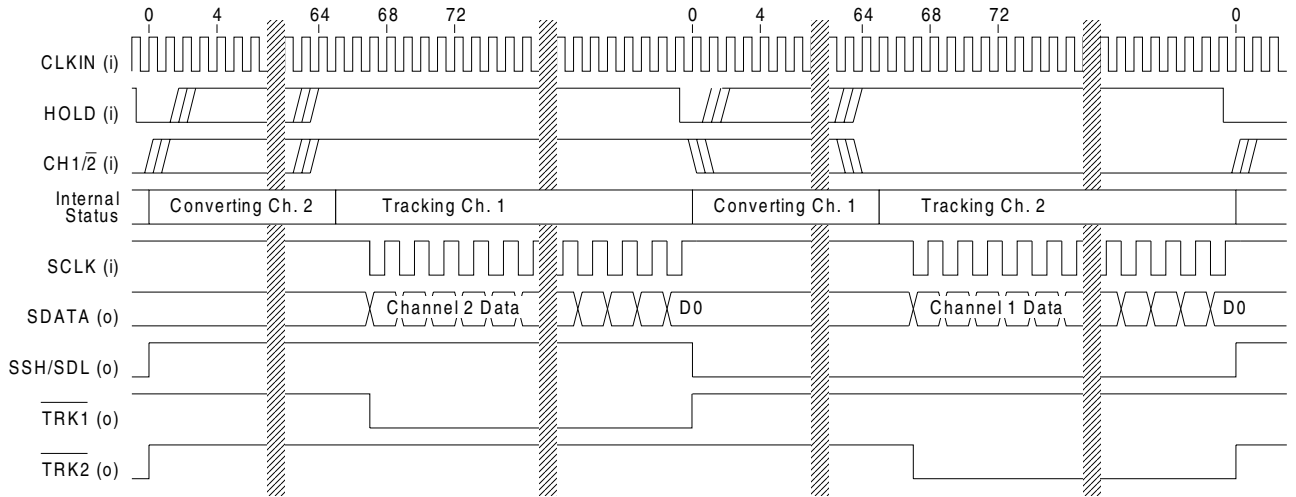 0 4 64 68 72 0 4 64 68 72 0
CLKIN (i)
HOLD (i)
CH1/2̅ (i)
Internal
Status
Converting Ch. 2 Tracking Ch. 1 Converting Ch. 1 Tracking Ch. 2
SCLK (i)
SDATA (o) Channel 2 Data D0 Channel 1 Data D0
SSH/SDL (o)
T̅R̅K̅1̅ (o)
T̅R̅K̅2̅ (o)